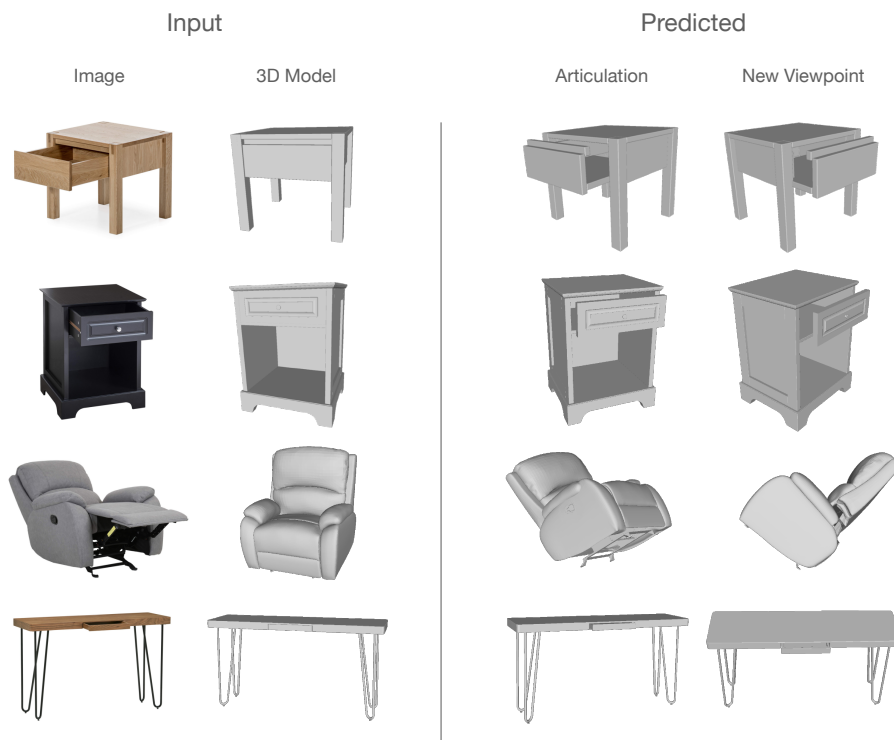 Input
Predicted
Image
3D Model
Articulation
New Viewpoint